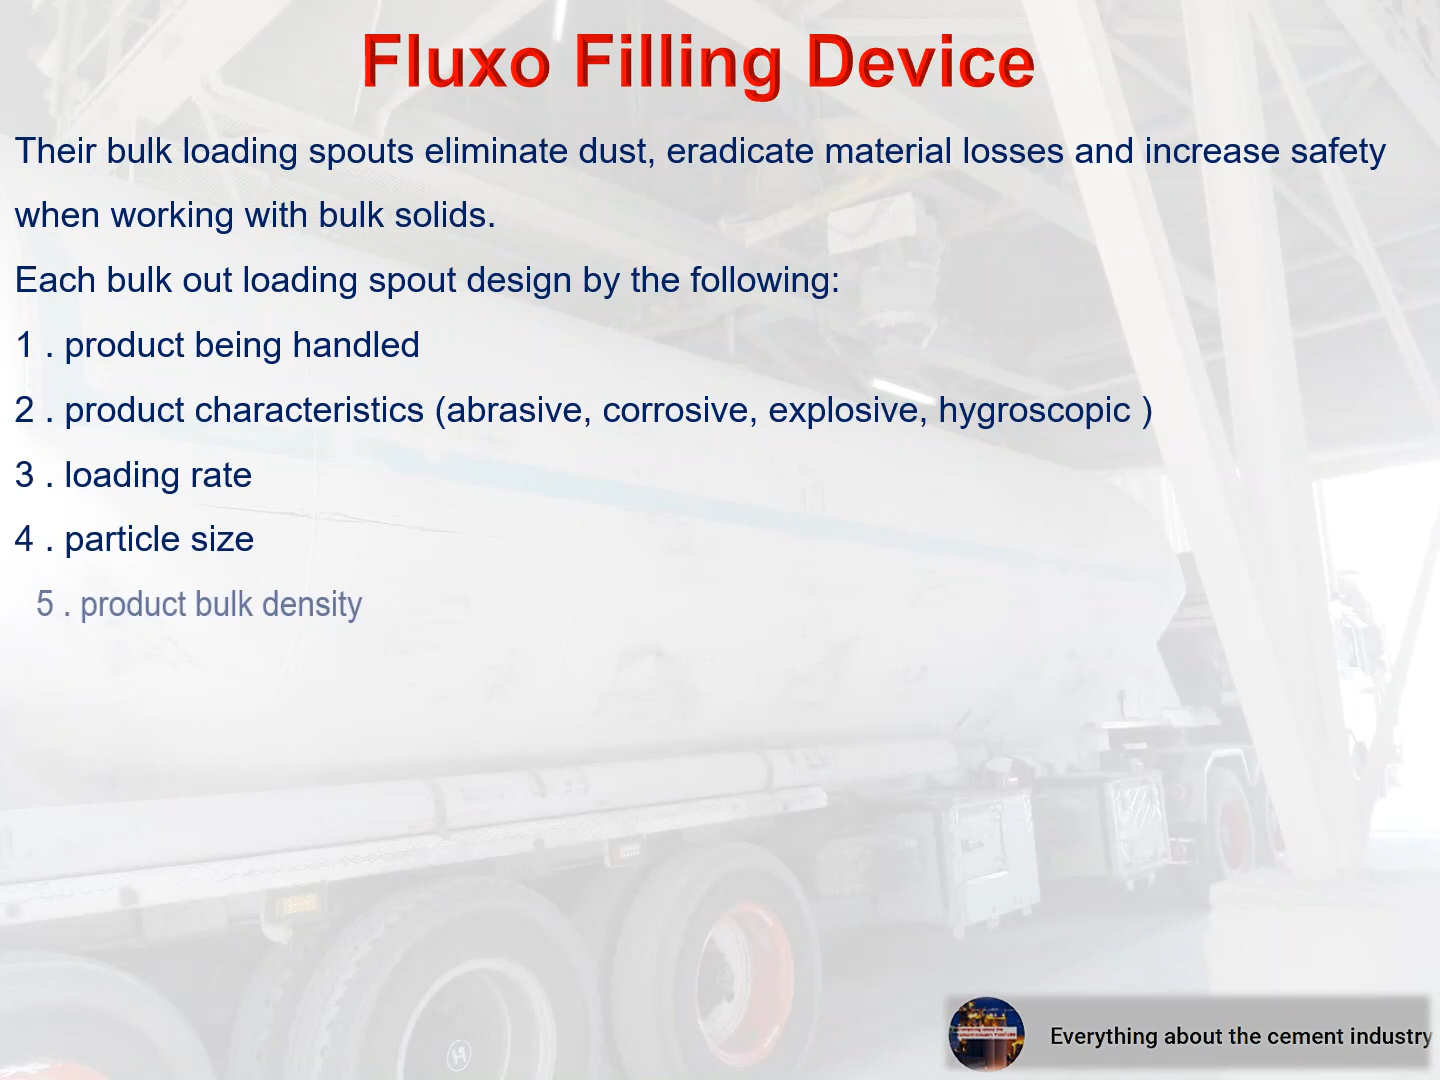 Fluxo Filling Device
Their bulk loading spouts eliminate dust, eradicate material losses and increase safety
when working with bulk solids.
Each bulk out loading spout design by the following:
1 . product being handled
2 . product characteristics (abrasive, corrosive, explosive, hygroscopic )
3 . loading rate
4 . particle size
5 . product bulk density
Everything about the cement industry